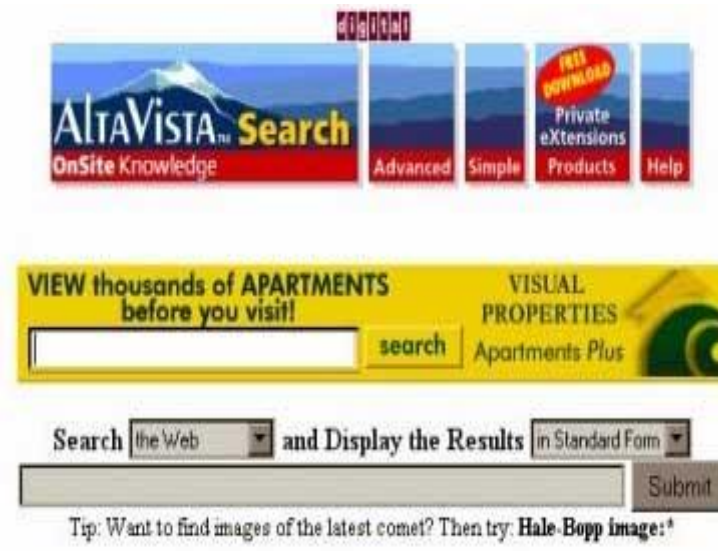 digital
ALTAVISTA™ Search
OnSite Knowledge
Advanced
Simple
FREE
DOWNLOAD
Private
eXtensions
Products
Help
VIEW thousands of APARTMENTS
before you visit!
search
VISUAL
PROPERTIES
Apartments Plus
Search the Web and Display the Results in Standard Form
Submit
Tip: Want to find images of the latest comet? Then try: Hale-Bopp image:*